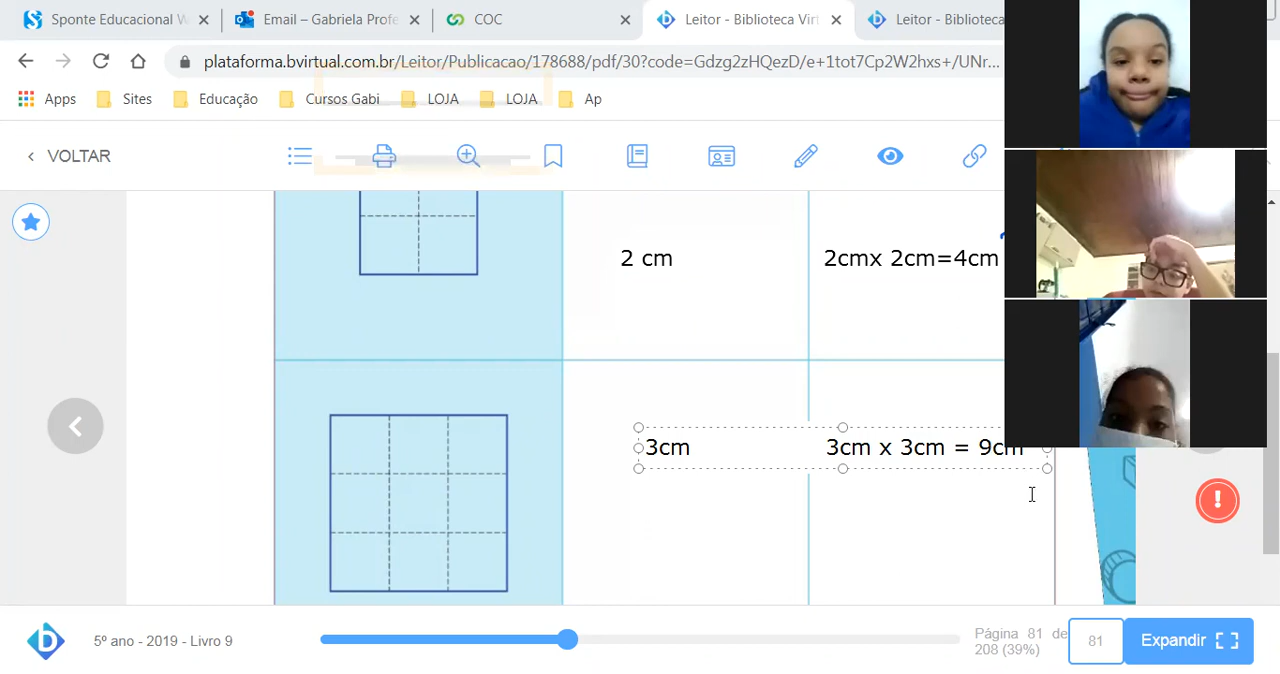 Sponte Educacional W
Email – Gabriela Profe
COC
Leitor - Biblioteca Virt
Leitor - Biblioteca
plataforma.bvirtual.com.br/Leitor/Publicacao/178688/pdf/30?code=Gdzg2zHQezD/e+1tot7Cp2W2hxs+/UNr...
Apps
Sites
Educação
Cursos Gabi
LOJA
LOJA
Ap
VOLTAR
2 cm
2cmx 2cm=4cm
3cm
3cm x 3cm = 9cm
5º ano - 2019 - Livro 9
Página 81 de
208 (39%)
81
Expandir